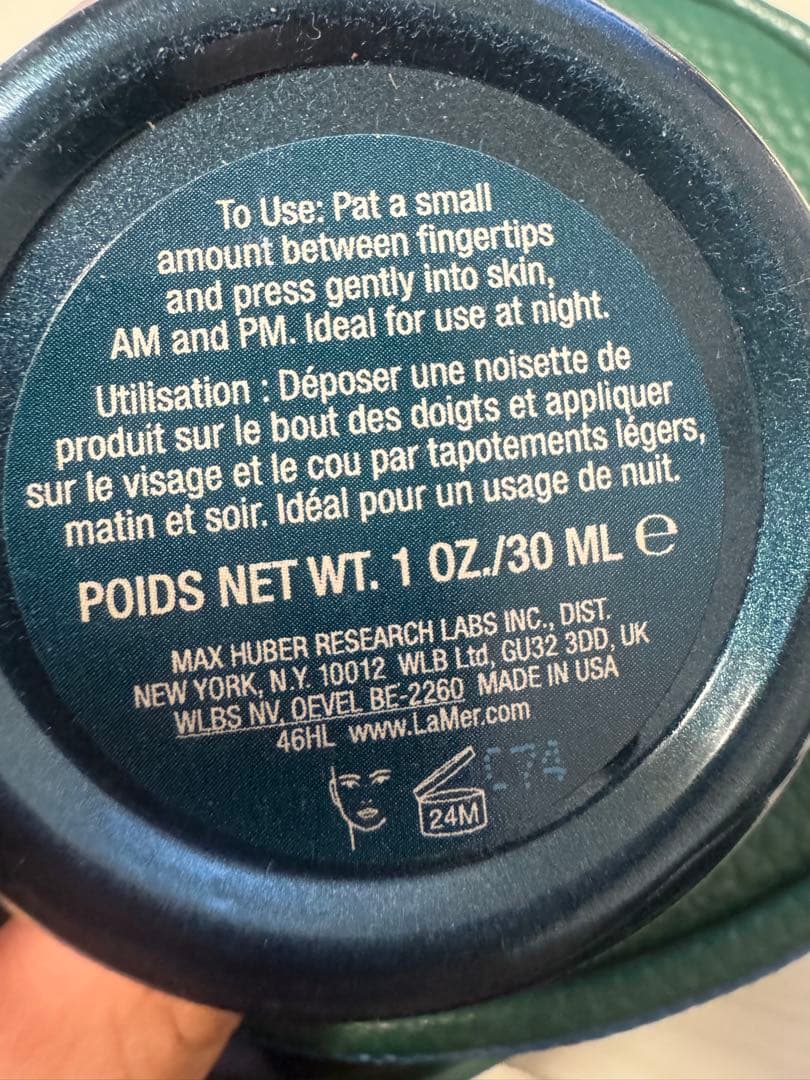 To Use: Pat a small
amount between fingertips
and press gently into skin,
AM and PM. Ideal for use at night.
Utilisation : Déposer une noisette de
produit sur le bout des doigts et appliquer
sur le visage et le cou par tapotements légers,
matin et soir. Idéal pour un usage de nuit.
POIDS NET WT. 1 OZ./30 ML ℮
MAX HUBER RESEARCH LABS INC., DIST.
NEW YORK, N.Y. 10012 WLB Ltd, GU32 3DD, UK
WLBS NV, OEVEL BE-2260 MADE IN USA
46HL www.LaMer.com
24M